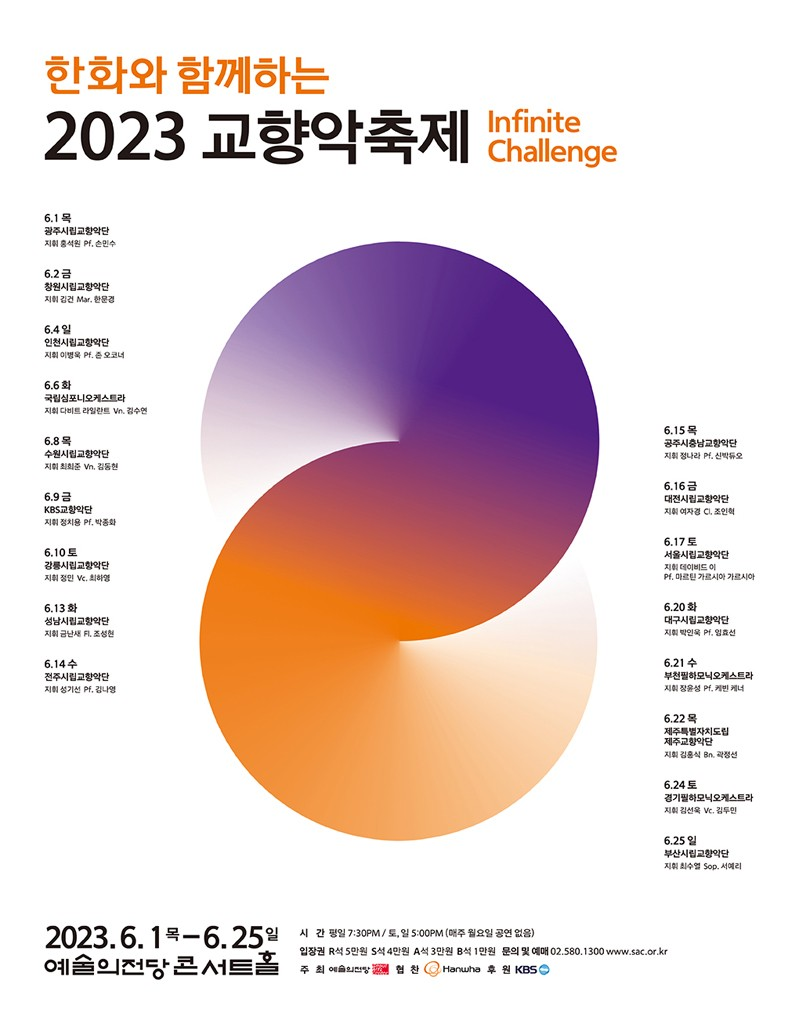 한화와 함께하는
2023 교향악축제
Infinite
Challenge
6.1 목
광주시립교향악단
지휘 홍석원 Pf. 손민수
6.2 금
창원시립교향악단
지휘 김건 Mar. 한문경
6.4 일
인천시립교향악단
지휘 이병욱 Pf. 존 오코너
6.6 화
국립심포니오케스트라
지휘 다비트 라일란트 Vn. 김수연
6.8 목
수원시립교향악단
지휘 최희준 Vn. 김동현
6.9 금
KBS교향악단
지휘 정치용 Pf. 박종화
6.10 토
강릉시립교향악단
지휘 정민 Vc. 최하영
6.13 화
성남시립교향악단
지휘 금난새 Fl. 조성현
6.14 수
전주시립교향악단
지휘 성기선 Pf. 김나영
6.15 목
공주시충남교향악단
지휘 정나라 Pf. 신박듀오
6.16 금
대전시립교향악단
지휘 여자경 Cl. 조인혁
6.17 토
서울시립교향악단
지휘 데이비드 이
Pf. 마르틴 가르시아 가르시아
6.20 화
대구시립교향악단
지휘 박인욱 Pf. 임효선
6.21 수
부천필하모닉오케스트라
지휘 장윤성 Pf. 케빈 케너
6.22 목
제주특별자치도립
제주교향악단
지휘 김홍식 Bn. 곽정선
6.24 토
경기필하모닉오케스트라
지휘 김선욱 Vc. 김두민
6.25 일
부산시립교향악단
지휘 최수열 Sop. 서예리
2023. 6. 1 목 – 6. 25 일
예술의전당 콘서트홀
시 간 평일 7:30PM / 토, 일 5:00PM (매주 월요일 공연 없음)
입장권 R석 5만원 S석 4만원 A석 3만원 B석 1만원 문의 및 예매 02.580.1300 www.sac.or.kr
주 최 예술의전당 협 찬 Hanwha 후 원 KBS